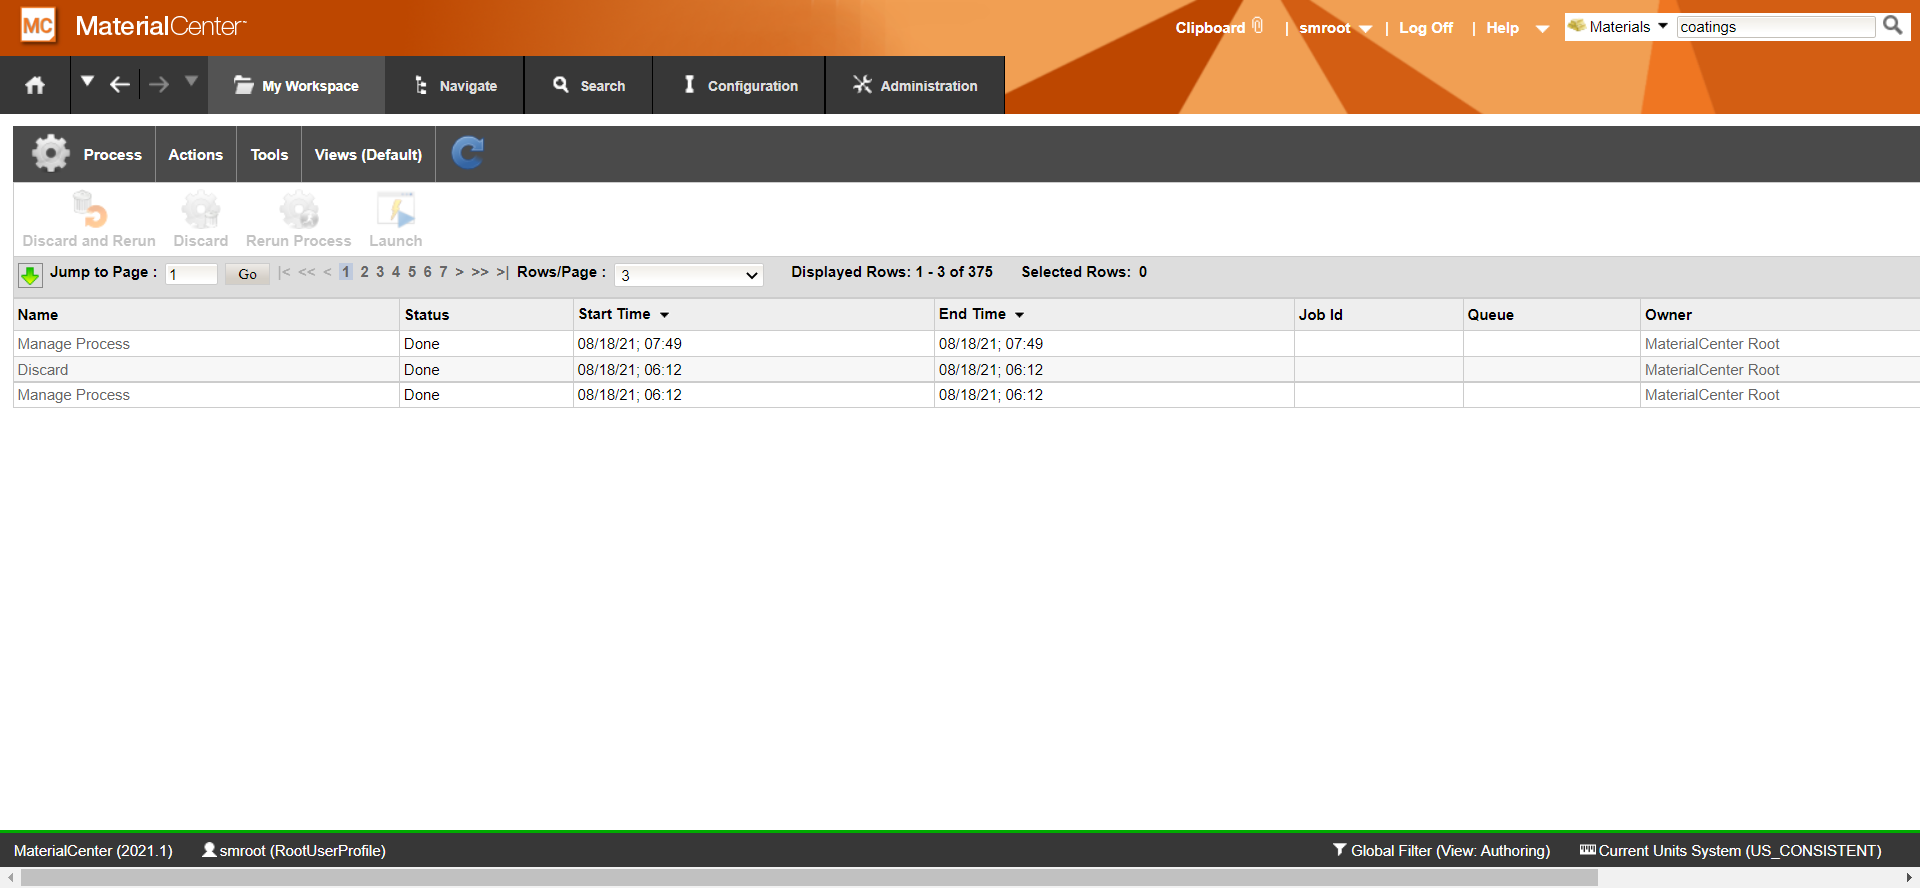 MC MaterialCenter™ Clipboard | smroot | Log Off | Help Materials coatings
My Workspace Navigate Search Configuration Administration
Process Actions Tools Views (Default)
Discard and Rerun Discard Rerun Process Launch
Jump to Page : 1 Go |< << < 1 2 3 4 5 6 7 > >> >| Rows/Page : 3 Displayed Rows: 1 - 3 of 375 Selected Rows: 0
Name Status Start Time End Time Job Id Queue Owner
Manage Process Done 08/18/21; 07:49 08/18/21; 07:49 MaterialCenter Root
Discard Done 08/18/21; 06:12 08/18/21; 06:12 MaterialCenter Root
Manage Process Done 08/18/21; 06:12 08/18/21; 06:12 MaterialCenter Root
MaterialCenter (2021.1) smroot (RootUserProfile) Global Filter (View: Authoring) Current Units System (US_CONSISTENT)